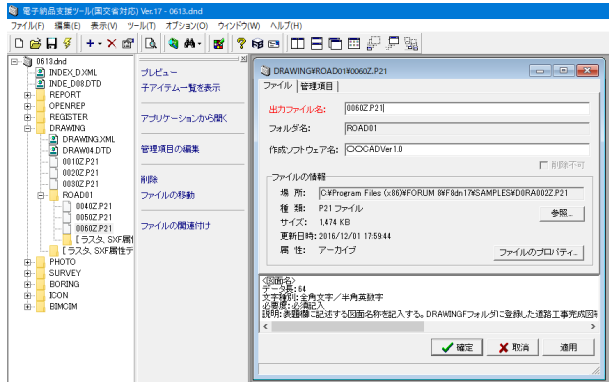 電子納品支援ツール(国交省対応) Ver.17 - 0613.dnd
ファイル(F) 編集(E) 表示(V) ツール(T) オプション(O) ウィンドウ(W) ヘルプ(H)
0613.dnd
INDEX_D.XML
INDE_D08.DTD
REPORT
OPENREP
REGISTER
DRAWING
DRAWING.XML
DRAW04.DTD
0010Z.P21
0020Z.P21
0030Z.P21
ROAD01
0040Z.P21
0050Z.P21
0060Z.P21
[ラスタ, SXF属
[ラスタ, SXF属性テ
PHOTO
SURVEY
BORING
ICON
BIMCIM
プレビュー
子アイテム一覧を表示
アプリケーションから開く
管理項目の編集
削除
ファイルの移動
ファイルの関連付け
DRAWING¥ROAD01¥0060Z.P21
ファイル 管理項目
出力ファイル名: 0060Z.P21
フォルダ名: ROAD01
作成ソフトウェア名: 〇〇CADVer1.0
削除不可
ファイルの情報
場 所: C:¥Program Files (x86)¥FORUM 8¥F8dn17¥SAMPLES¥D0RA002Z.P21
種 類: P21 ファイル
参照...
サイズ: 1,474 KB
更新日時: 2016/12/01 17:59:44
属 性: アーカイブ
ファイルのプロパティ...
<図面名>
データ長:64
文字種別:全角文字/半角英数字
必要度:必須記入
説明:表題欄に記述する図面名称を記入する。DRAWINGFフォルダに登録した道路工事完成図
確定 取消 適用